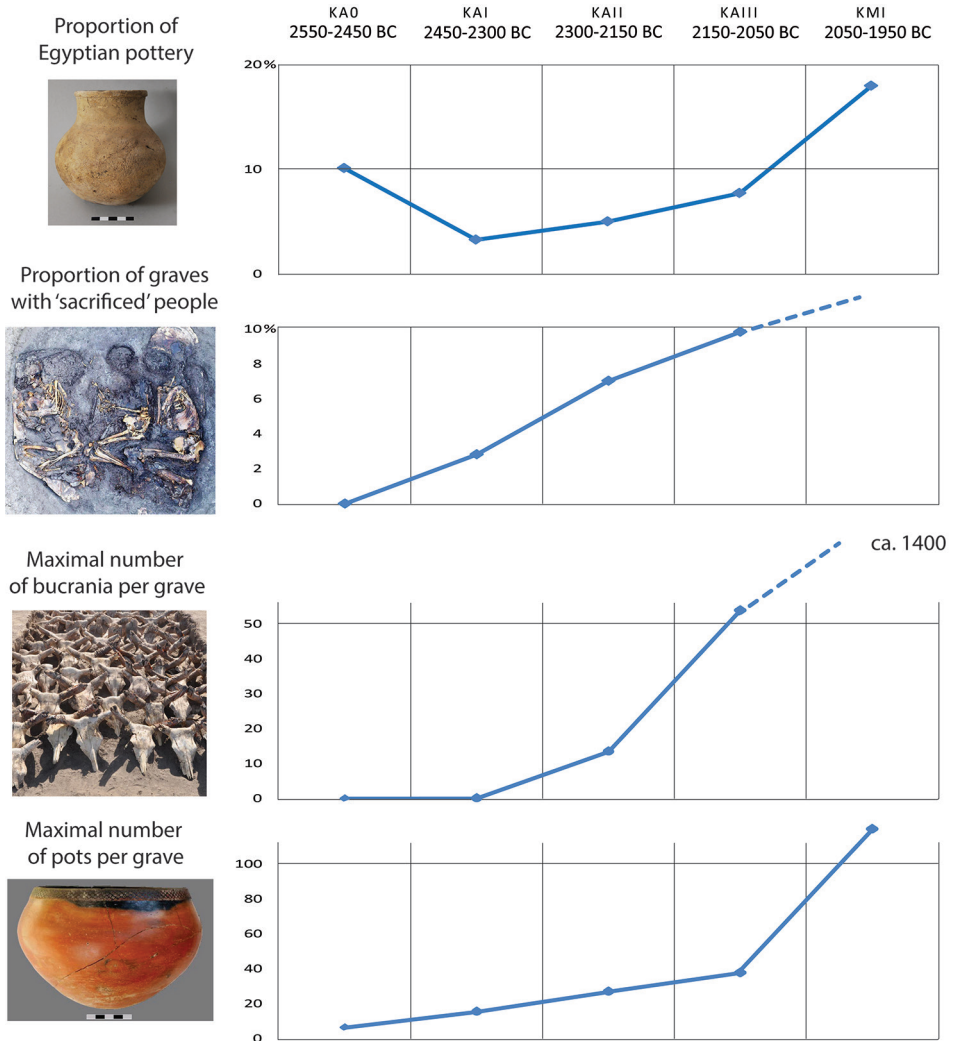 Proportion of
Egyptian pottery
KA0 KAI KAII KAIII KMI
2550-2450 BC 2450-2300 BC 2300-2150 BC 2150-2050 BC 2050-1950 BC
20%
10
0
Proportion of graves
with ‘sacrificed’ people
10%
8
6
4
2
0
Maximal number
of bucrania per grave
ca. 1400
50
40
30
20
10
0
Maximal number
of pots per grave
100
80
60
40
20
0